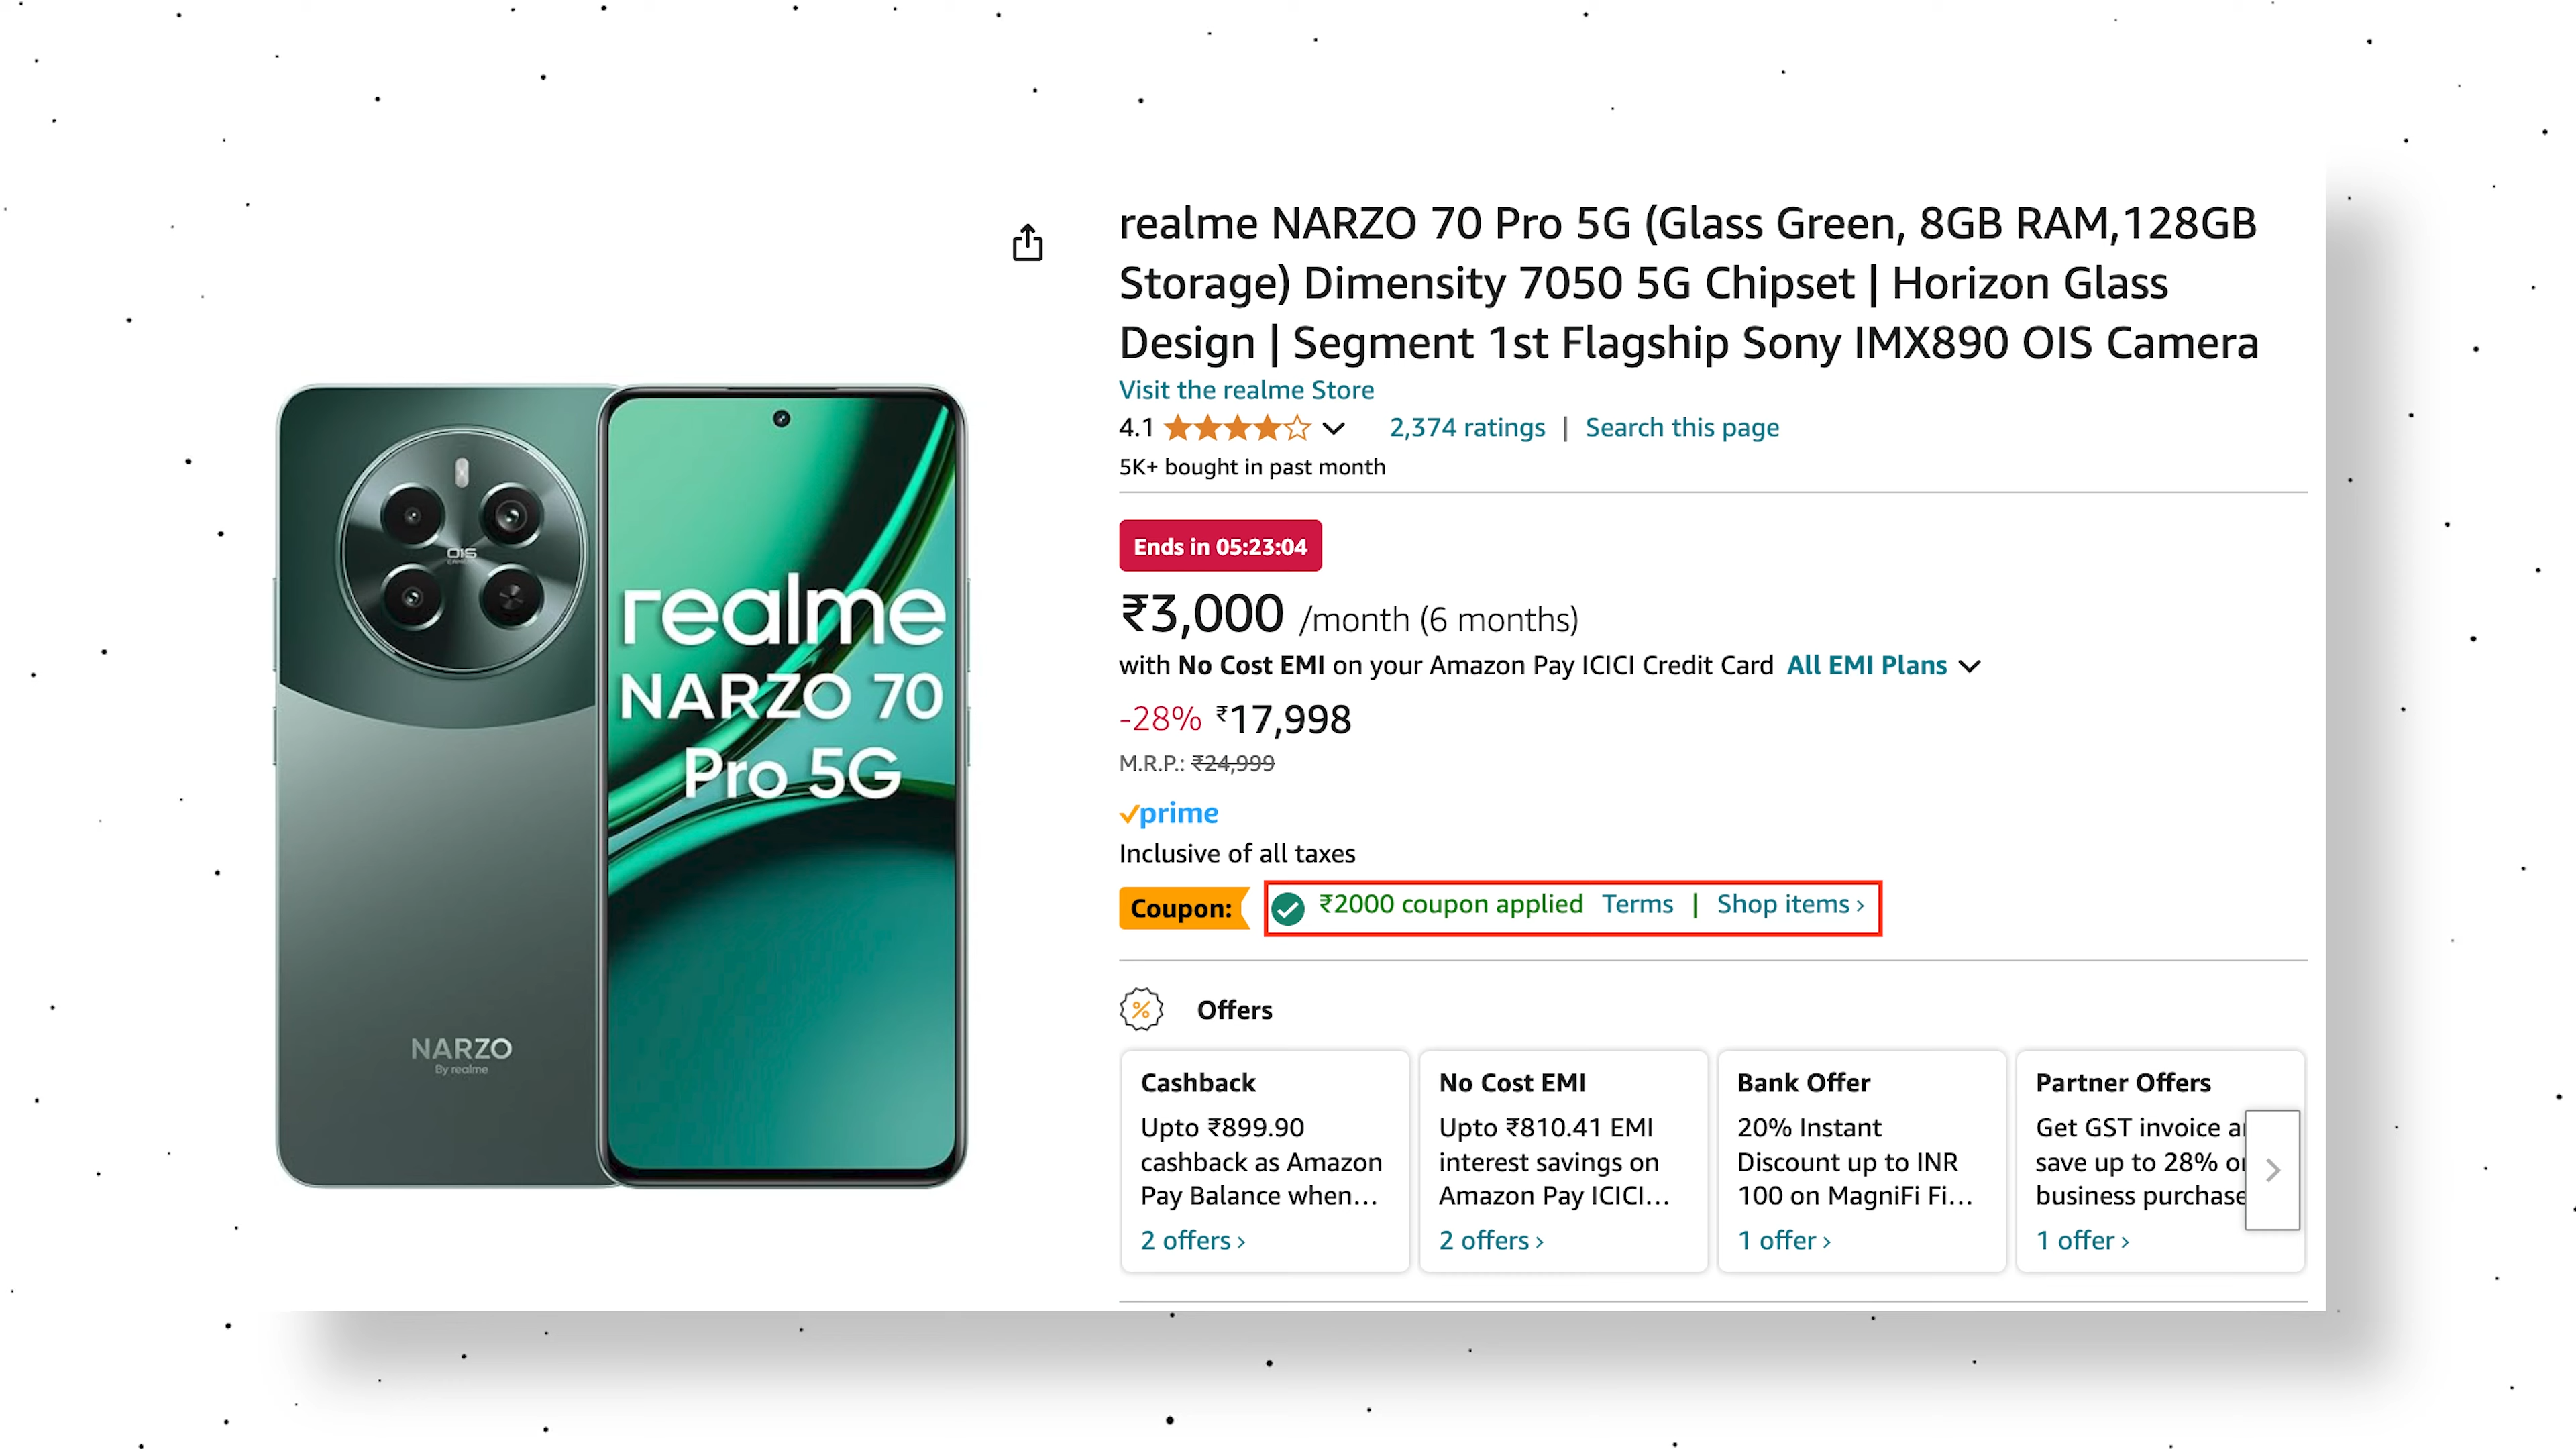 realme NARZO 70 Pro 5G (Glass Green, 8GB RAM,128GB
Storage) Dimensity 7050 5G Chipset | Horizon Glass
Design | Segment 1st Flagship Sony IMX890 OIS Camera
Visit the realme Store
4.1 2,374 ratings | Search this page
5K+ bought in past month
Ends in 05:23:04
₹3,000 /month (6 months)
with No Cost EMI on your Amazon Pay ICICI Credit Card All EMI Plans
-28% ₹17,998
M.R.P.: ₹24,999
prime
Inclusive of all taxes
Coupon: ₹2000 coupon applied Terms | Shop items ›
% Offers
Cashback
Upto ₹899.90
cashback as Amazon
Pay Balance when…
2 offers ›
No Cost EMI
Upto ₹810.41 EMI
interest savings on
Amazon Pay ICICI…
2 offers ›
Bank Offer
20% Instant
Discount up to INR
100 on MagniFi Fi…
1 offer ›
Partner Offers
Get GST invoice
save up to 28%
business purchase
1 offer ›
OIS
realme
NARZO 70
Pro 5G
NARZO
By realme